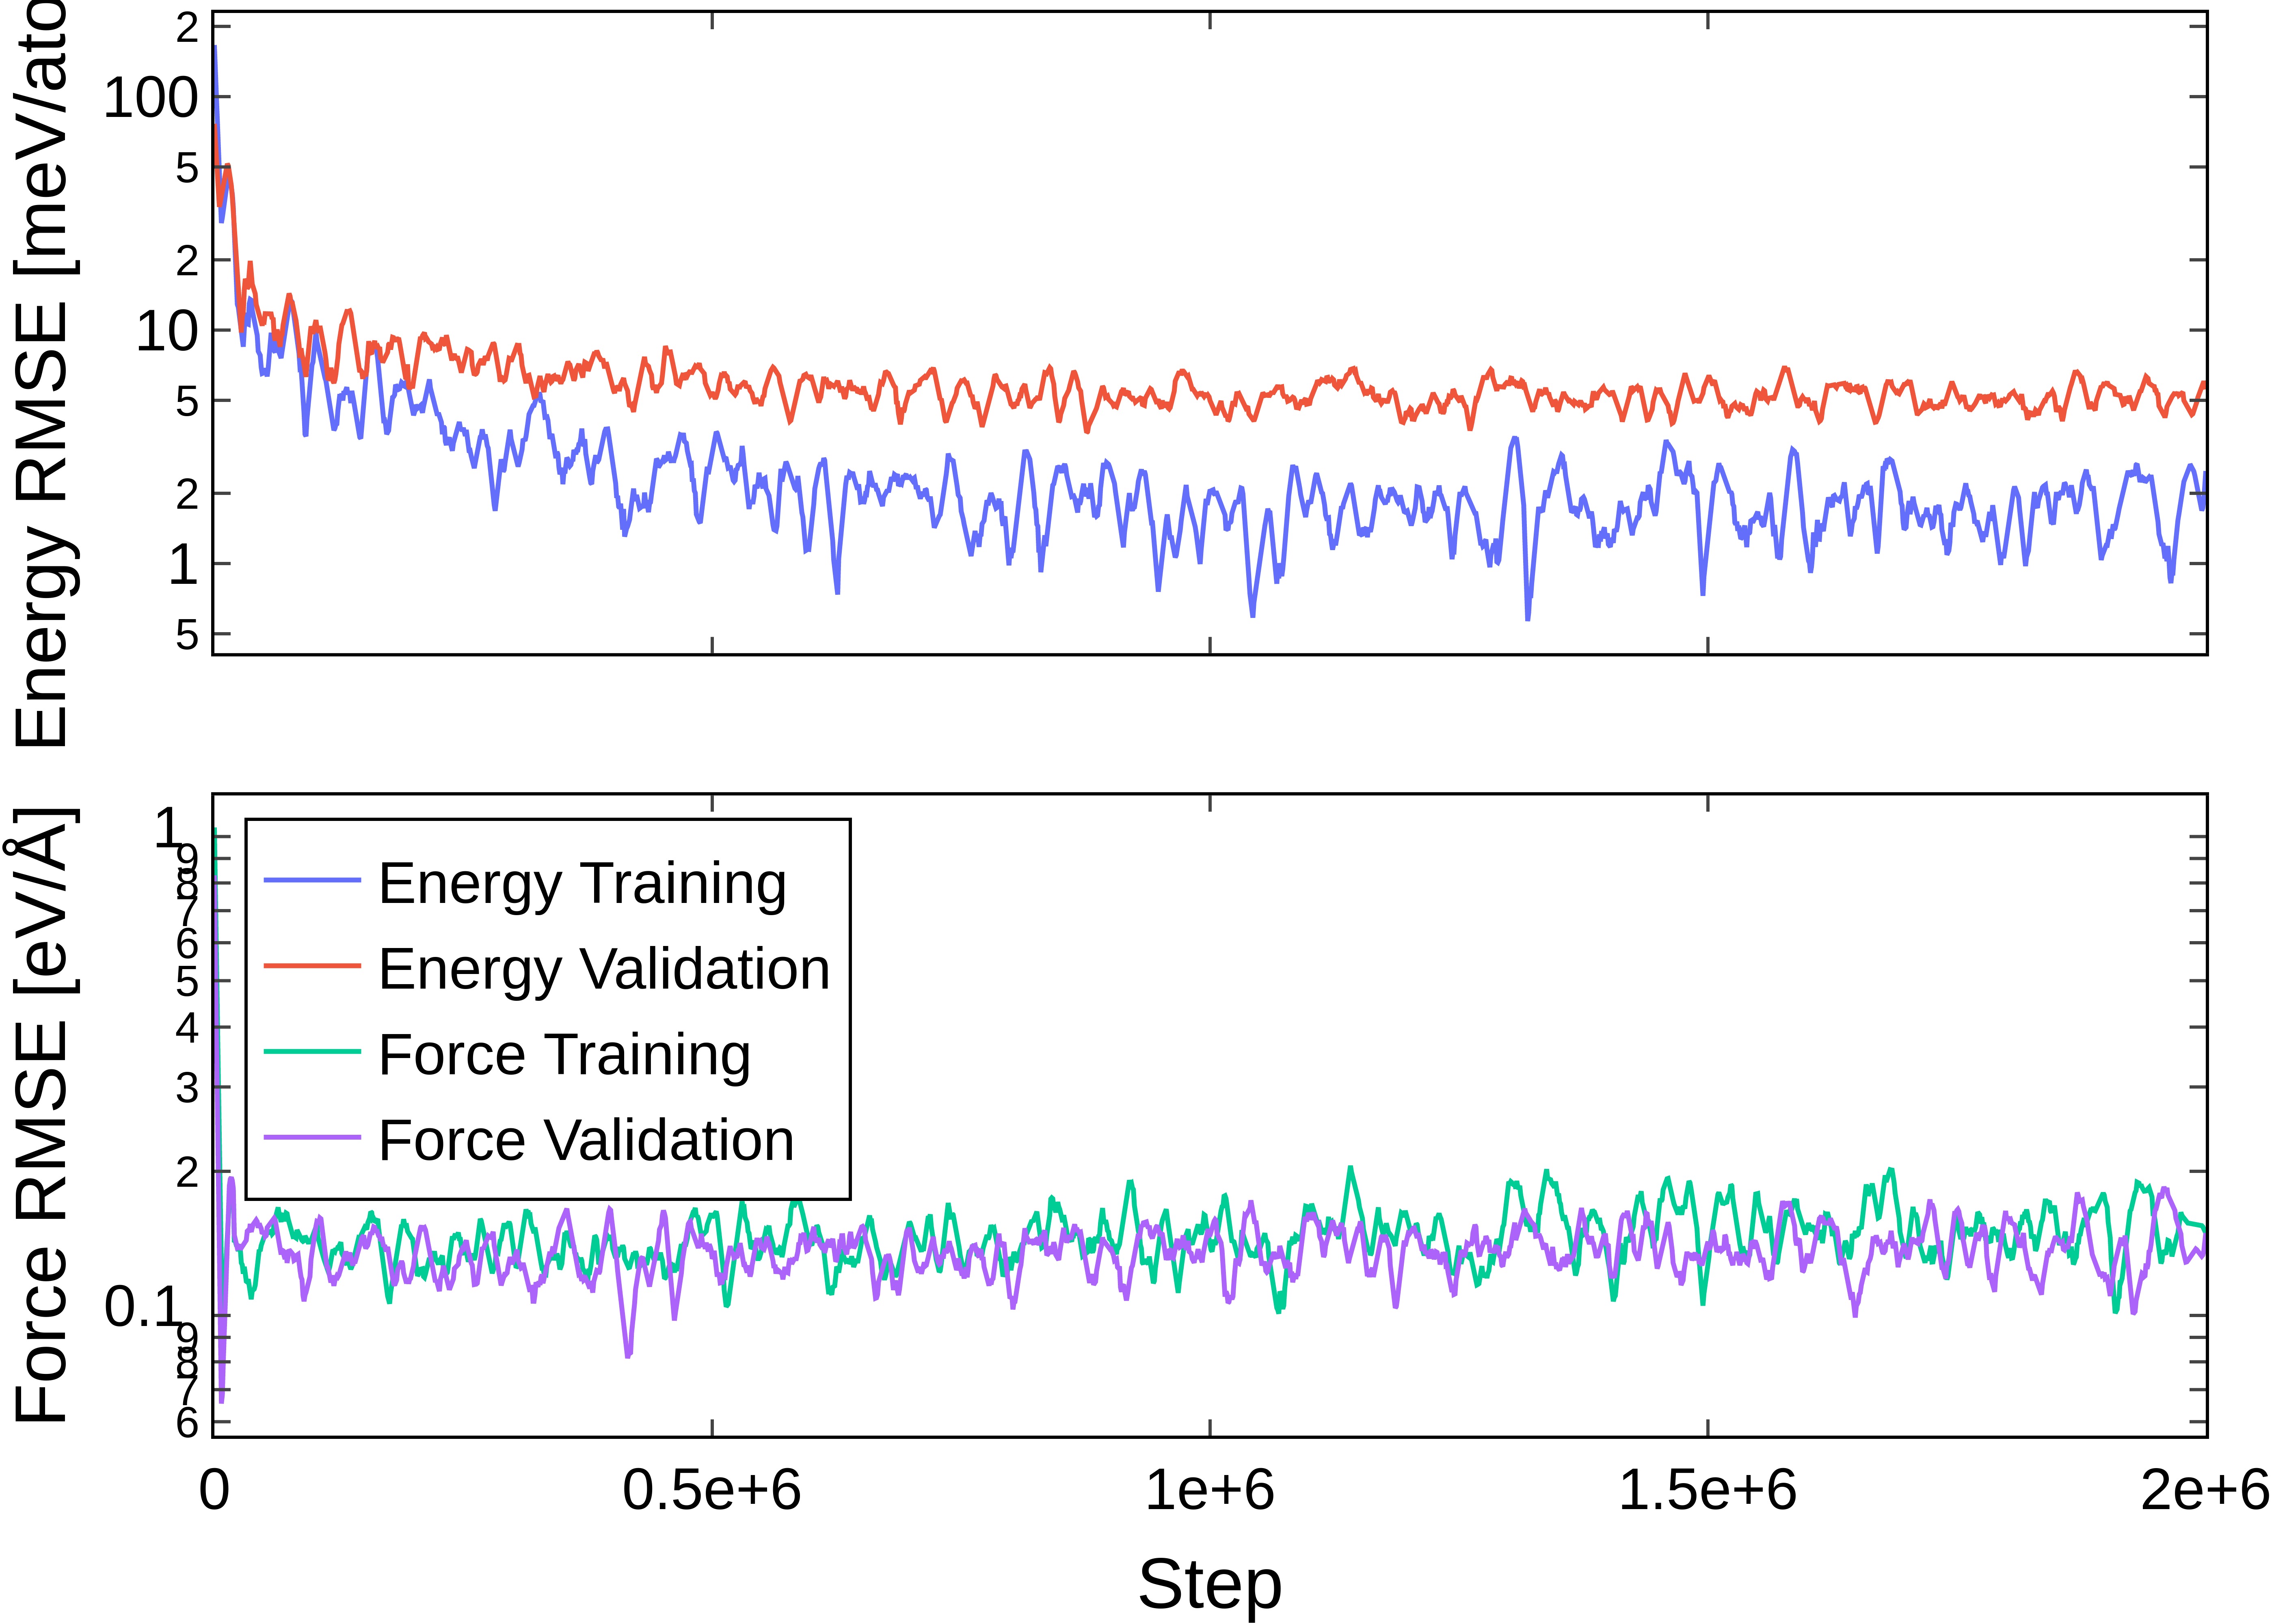 Energy RMSE [meV/ato
2
100
5
2
10
5
2
1
5
Force RMSE [eV/Å]
1
9
8
7
6
5
4
3
2
0.1
9
8
7
6
Energy Training
Energy Validation
Force Training
Force Validation
0 0.5e+6 1e+6 1.5e+6 2e+6
Step